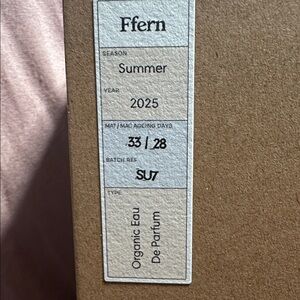 Ffern
SEASON
Summer
YEAR
2025
MAT / MAC AGEING DAYS
33 / 28
BATCH REF
SU7
TYPE
Organic Eau
De Parfum